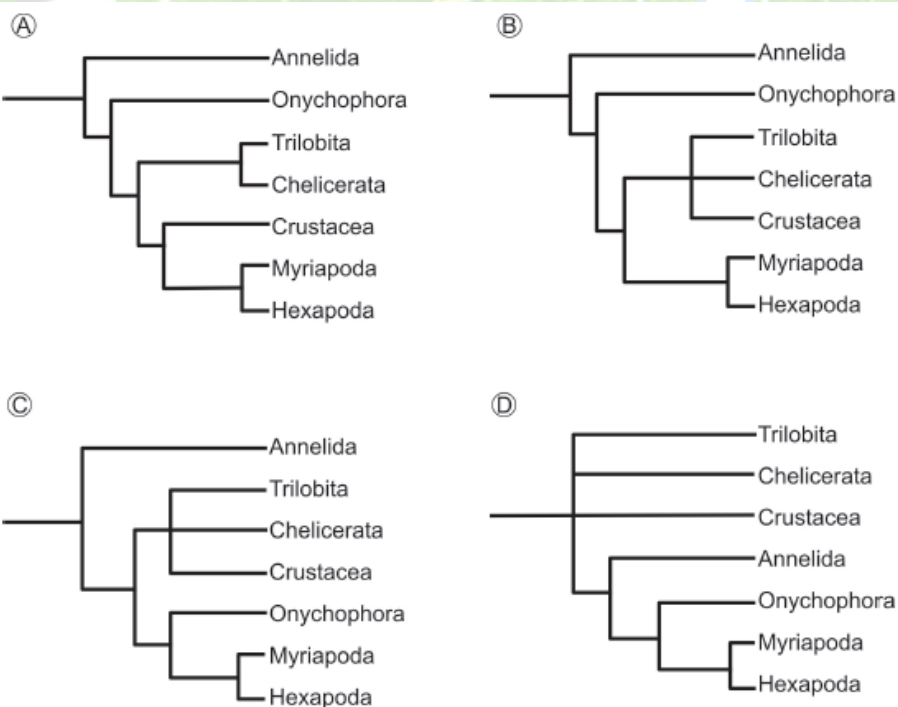 Ⓐ
Annelida
Onychophora
Trilobita
Chelicerata
Crustacea
Myriapoda
Hexapoda
Ⓑ
Annelida
Onychophora
Trilobita
Chelicerata
Crustacea
Myriapoda
Hexapoda
Ⓒ
Annelida
Trilobita
Chelicerata
Crustacea
Onychophora
Myriapoda
Hexapoda
Ⓓ
Trilobita
Chelicerata
Crustacea
Annelida
Onychophora
Myriapoda
Hexapoda